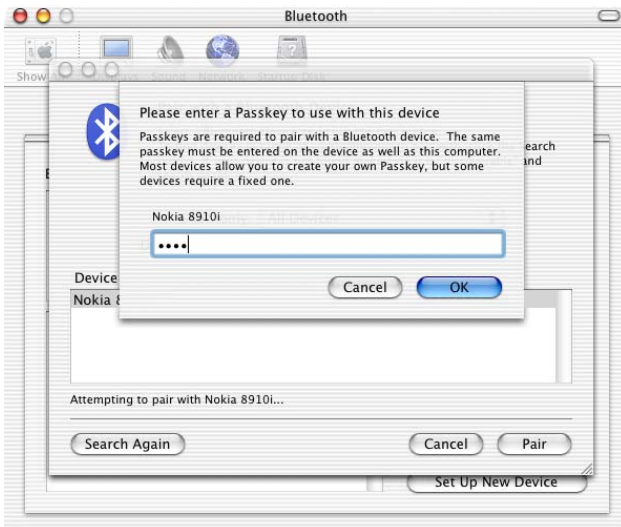 Bluetooth
Show
Sound Network Startup Disk
Please enter a Passkey to use with this device
Passkeys are required to pair with a Bluetooth device. The same
passkey must be entered on the device as well as this computer.
Most devices allow you to create your own Passkey, but some
devices require a fixed one.
earch
and
Nokia 8910i
All Devices
••••
Cancel
OK
Device
Nokia 8
Attempting to pair with Nokia 8910i...
Search Again
Cancel
Pair
Set Up New Device